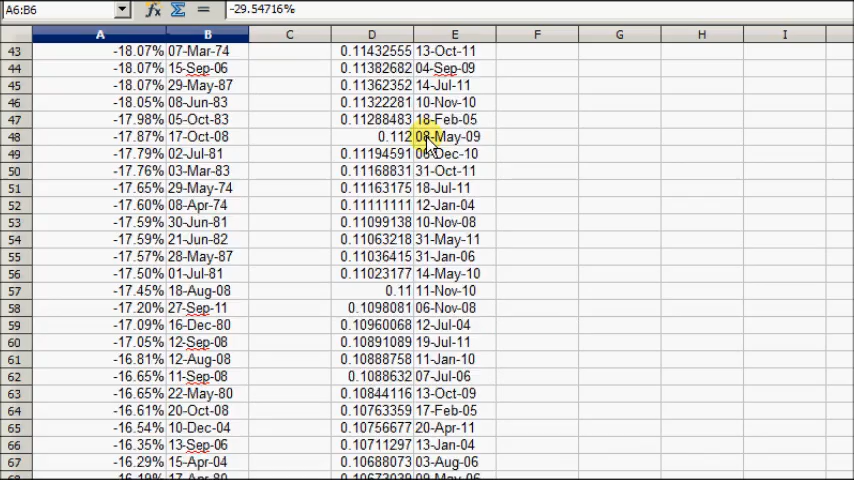 A6:B6 -29.54716%
A B C D E F G H I
43 -18.07% 07-Mar-74 0.11432555 13-Oct-11
44 -18.07% 15-Sep-06 0.11382682 04-Sep-09
45 -18.07% 29-May-87 0.11362352 14-Jul-11
46 -18.05% 08-Jun-83 0.11322281 10-Nov-10
47 -17.98% 05-Oct-83 0.11288483 18-Feb-05
48 -17.87% 17-Oct-08 0.112 08-May-09
49 -17.79% 02-Jul-81 0.11194591 06-Dec-10
50 -17.76% 03-Mar-83 0.11168831 31-Oct-11
51 -17.65% 29-May-74 0.11163175 18-Jul-11
52 -17.60% 08-Apr-74 0.11111111 12-Jan-04
53 -17.59% 30-Jun-81 0.11099138 10-Nov-08
54 -17.59% 21-Jun-82 0.11063218 31-May-11
55 -17.57% 28-May-87 0.11036415 31-Jan-06
56 -17.50% 01-Jul-81 0.11023177 14-May-10
57 -17.45% 18-Aug-08 0.11 11-Nov-10
58 -17.20% 27-Sep-11 0.1098081 06-Nov-08
59 -17.09% 16-Dec-80 0.10960068 12-Jul-04
60 -17.05% 12-Sep-08 0.10891089 19-Jul-11
61 -16.81% 12-Aug-08 0.10888758 11-Jan-10
62 -16.65% 11-Sep-08 0.1088632 07-Jul-06
63 -16.65% 22-May-80 0.10844116 13-Oct-09
64 -16.61% 20-Oct-08 0.10763359 17-Feb-05
65 -16.54% 10-Dec-04 0.10756677 20-Apr-11
66 -16.35% 13-Sep-06 0.10711297 13-Jan-04
67 -16.29% 15-Apr-04 0.10688073 03-Aug-06